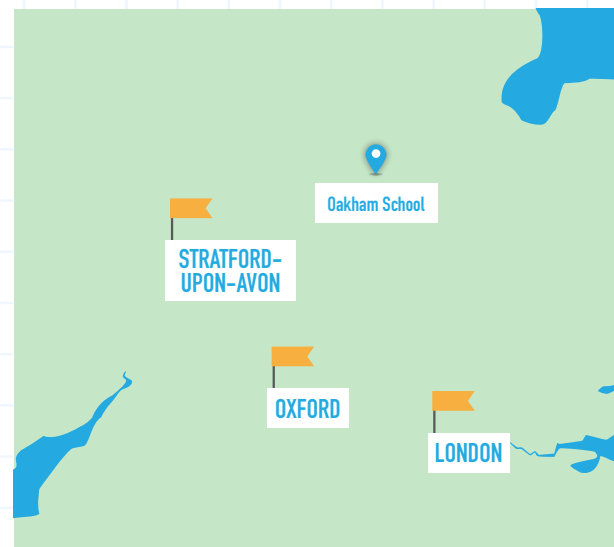 Oakham School
STRATFORD-
UPON-AVON
OXFORD
LONDON